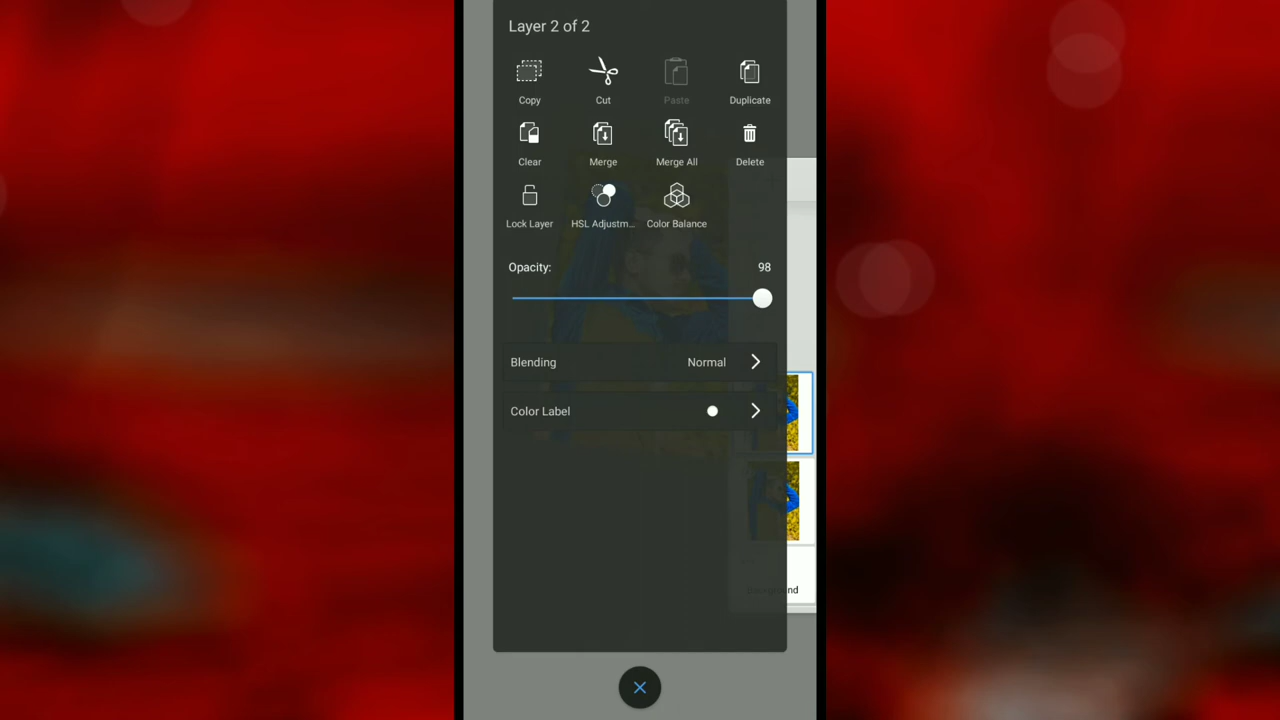 Layer 2 of 2
Copy Cut Paste Duplicate
Clear Merge Merge All Delete
Lock Layer HSL Adjustm... Color Balance
Opacity: 98
Blending Normal
Color Label
Background